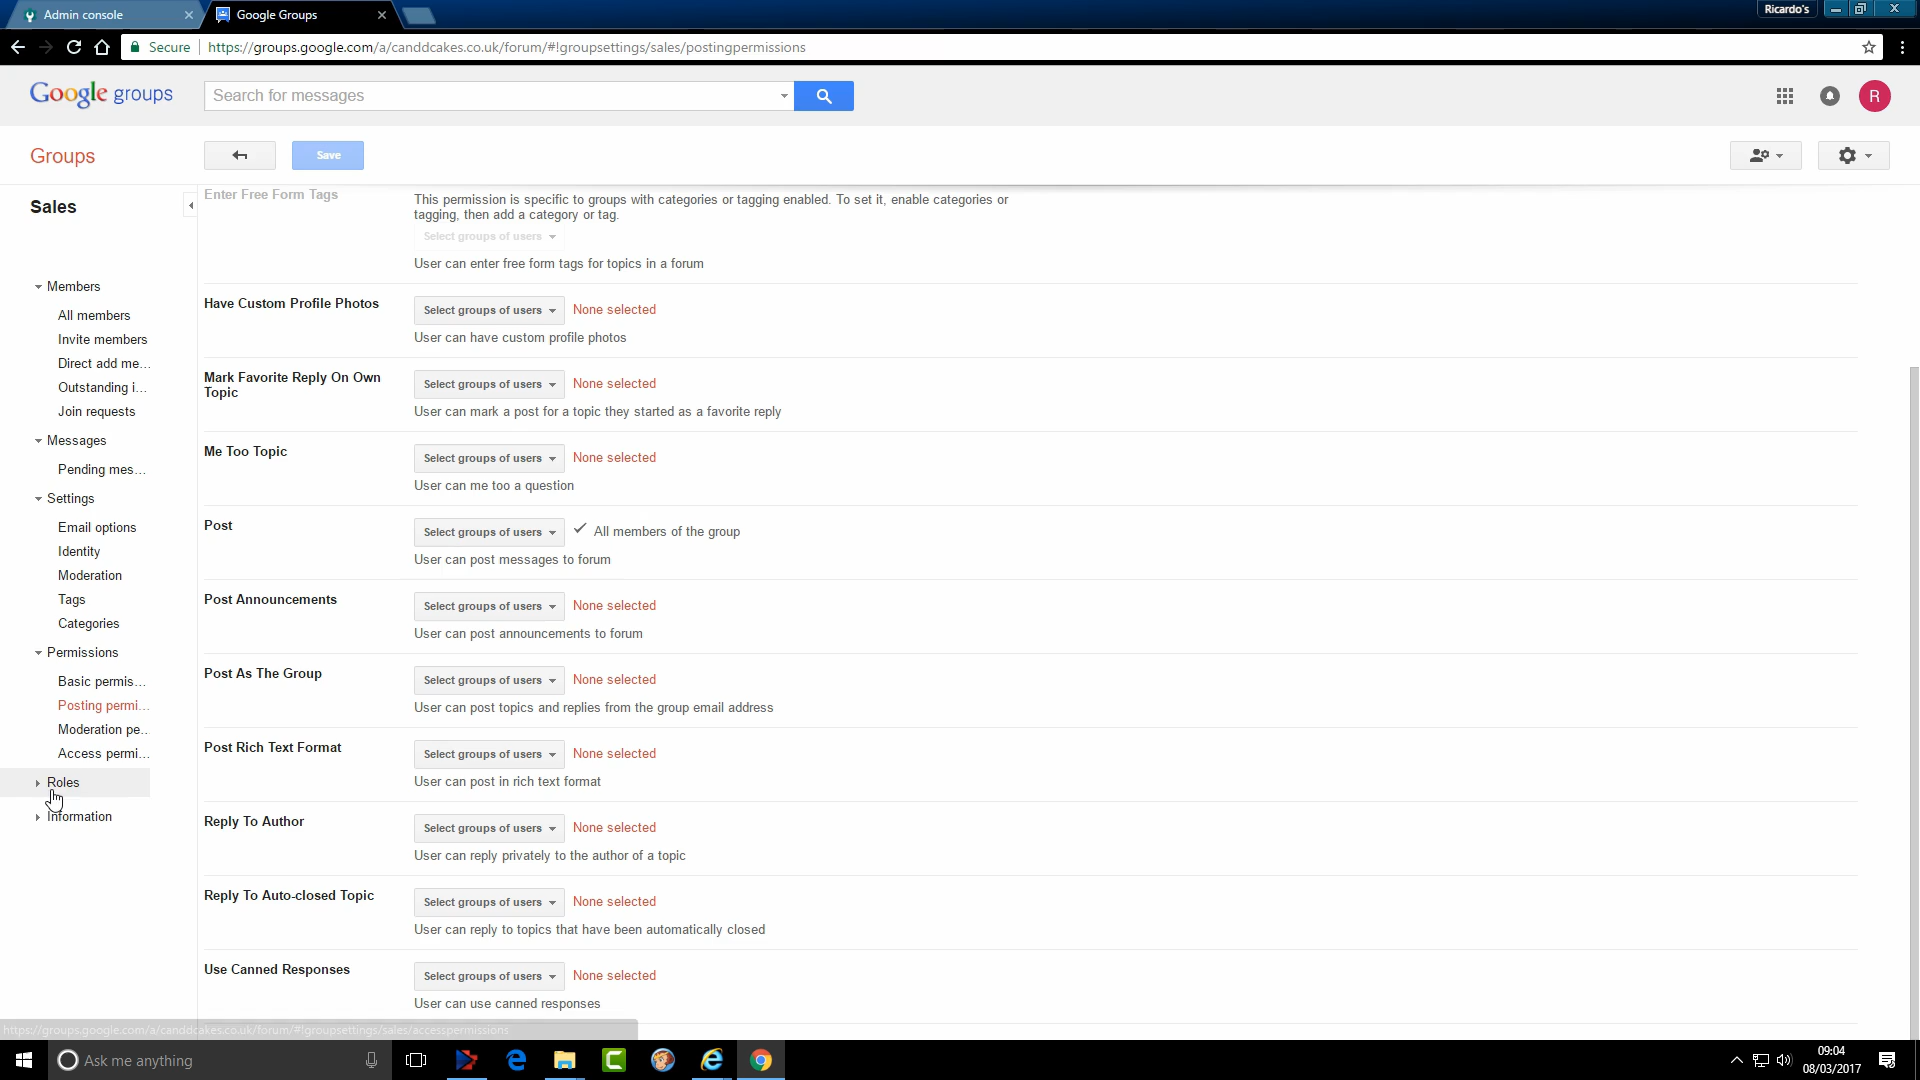 Admin console
Google Groups
Ricardo's
Secure
https://groups.google.com/a/canddcakes.co.uk/forum/#!groupsettings/sales/postingpermissions
Google groups
Search for messages
R
Groups
Save
Sales
Members
All members
Invite members
Direct add me...
Outstanding i...
Join requests
Messages
Pending mes...
Settings
Email options
Identity
Moderation
Tags
Categories
Permissions
Basic permis...
Posting permi...
Moderation pe...
Access permi...
Roles
Information
Enter Free Form Tags
This permission is specific to groups with categories or tagging enabled. To set it, enable categories or
tagging, then add a category or tag.
Select groups of users
User can enter free form tags for topics in a forum
Have Custom Profile Photos
Select groups of users
None selected
User can have custom profile photos
Mark Favorite Reply On Own
Topic
Select groups of users
None selected
User can mark a post for a topic they started as a favorite reply
Me Too Topic
Select groups of users
None selected
User can me too a question
Post
Select groups of users
All members of the group
User can post messages to forum
Post Announcements
Select groups of users
None selected
User can post announcements to forum
Post As The Group
Select groups of users
None selected
User can post topics and replies from the group email address
Post Rich Text Format
Select groups of users
None selected
User can post in rich text format
Reply To Author
Select groups of users
None selected
User can reply privately to the author of a topic
Reply To Auto-closed Topic
Select groups of users
None selected
User can reply to topics that have been automatically closed
Use Canned Responses
Select groups of users
None selected
User can use canned responses
https://groups.google.com/a/canddcakes.co.uk/forum/#!groupsettings/sales/accesspermissions
Ask me anything
09:04
08/03/2017